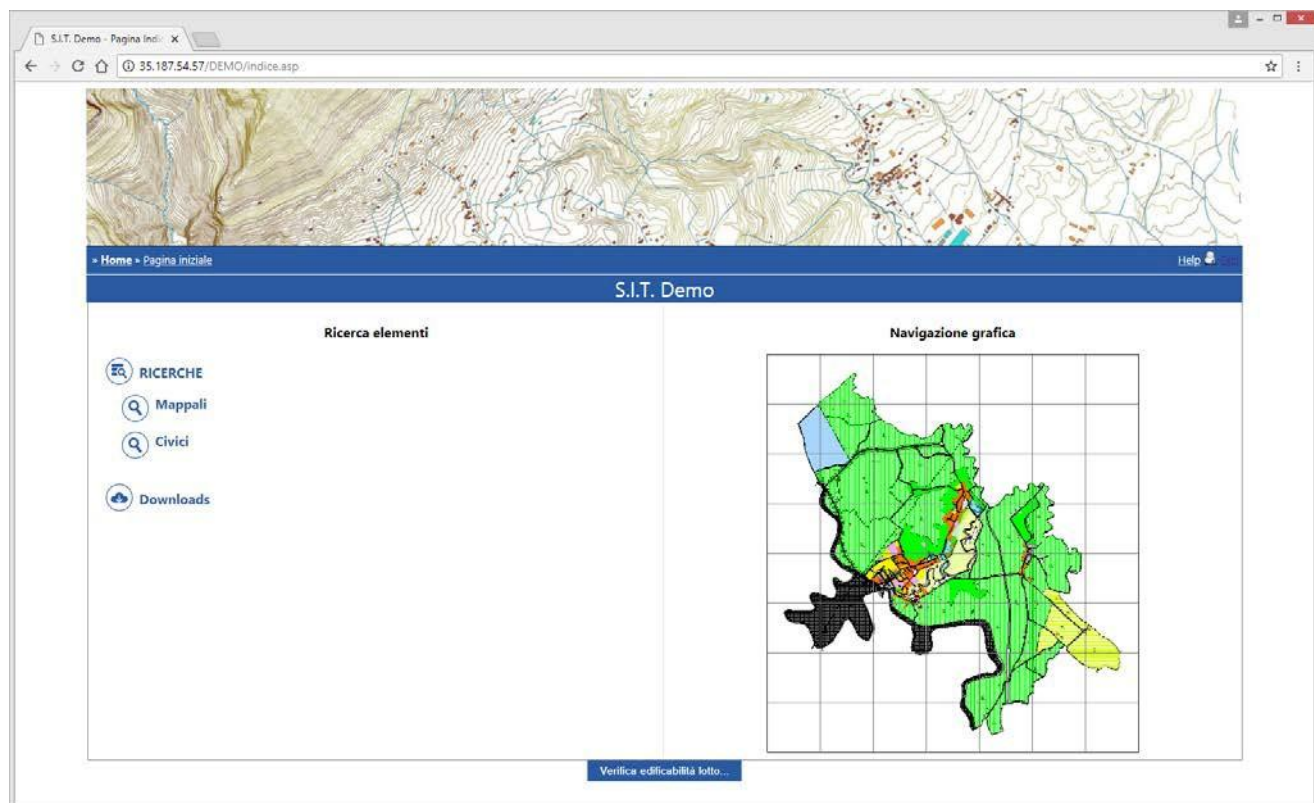 S.I.T. Demo - Pagina Indi
35.187.54.57/DEMO/indice.asp
» Home » Pagina iniziale
Help
S.I.T. Demo
Ricerca elementi
RICERCHE
Mappali
Civici
Downloads
Navigazione grafica
Verifica edificabilità lotto...